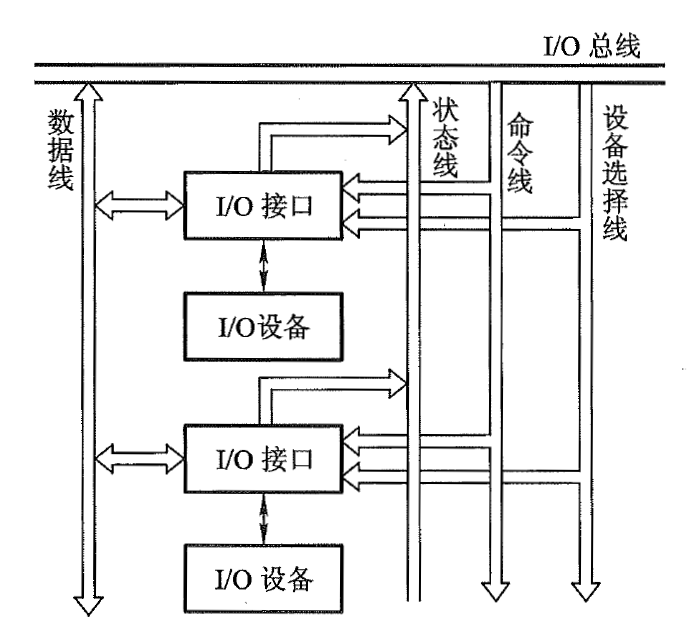 I/O 总线
数据线
状态线
命令线
设备选择线
I/O 接口
I/O设备
I/O 接口
I/O 设备